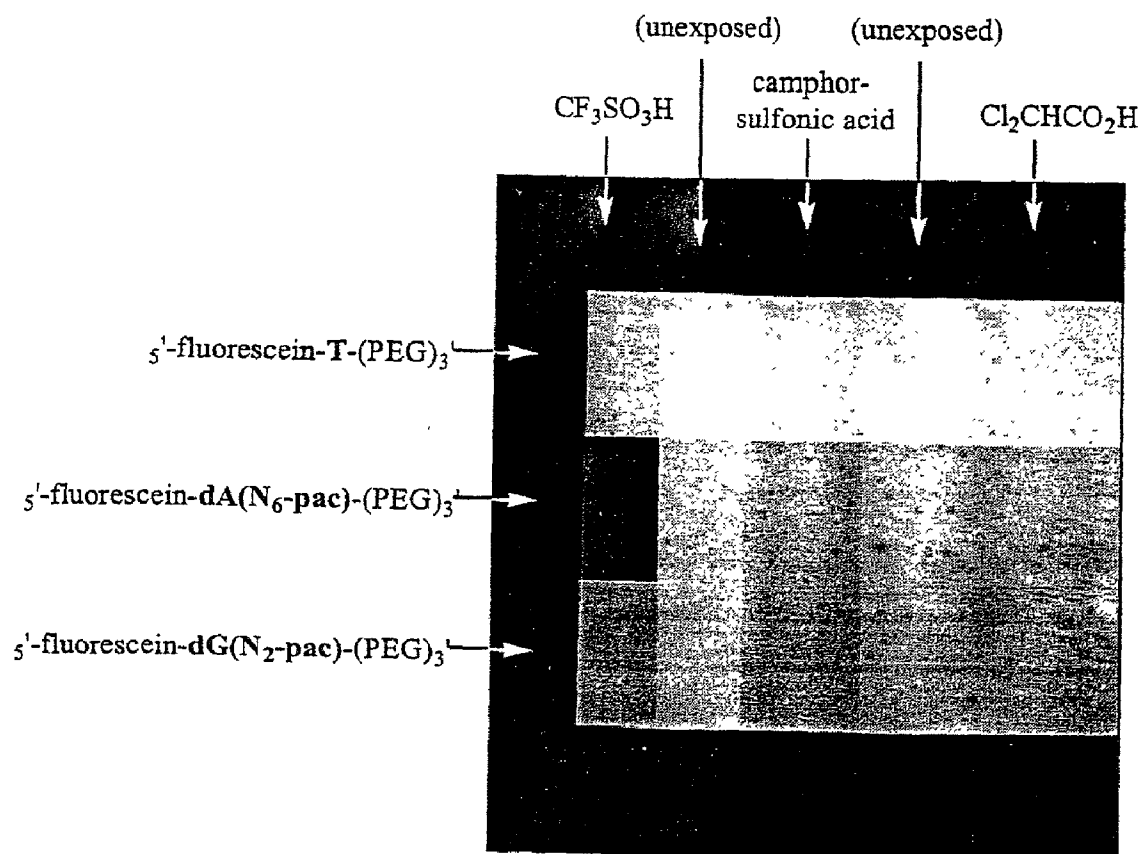 (unexposed) (unexposed)
CF₃SO₃H
camphor-
sulfonic acid
Cl₂CHCO₂H
5'-fluorescein-T-(PEG)3'
5'-fluorescein-dA(N₆-pac)-(PEG)3'
5'-fluorescein-dG(N₂-pac)-(PEG)3'